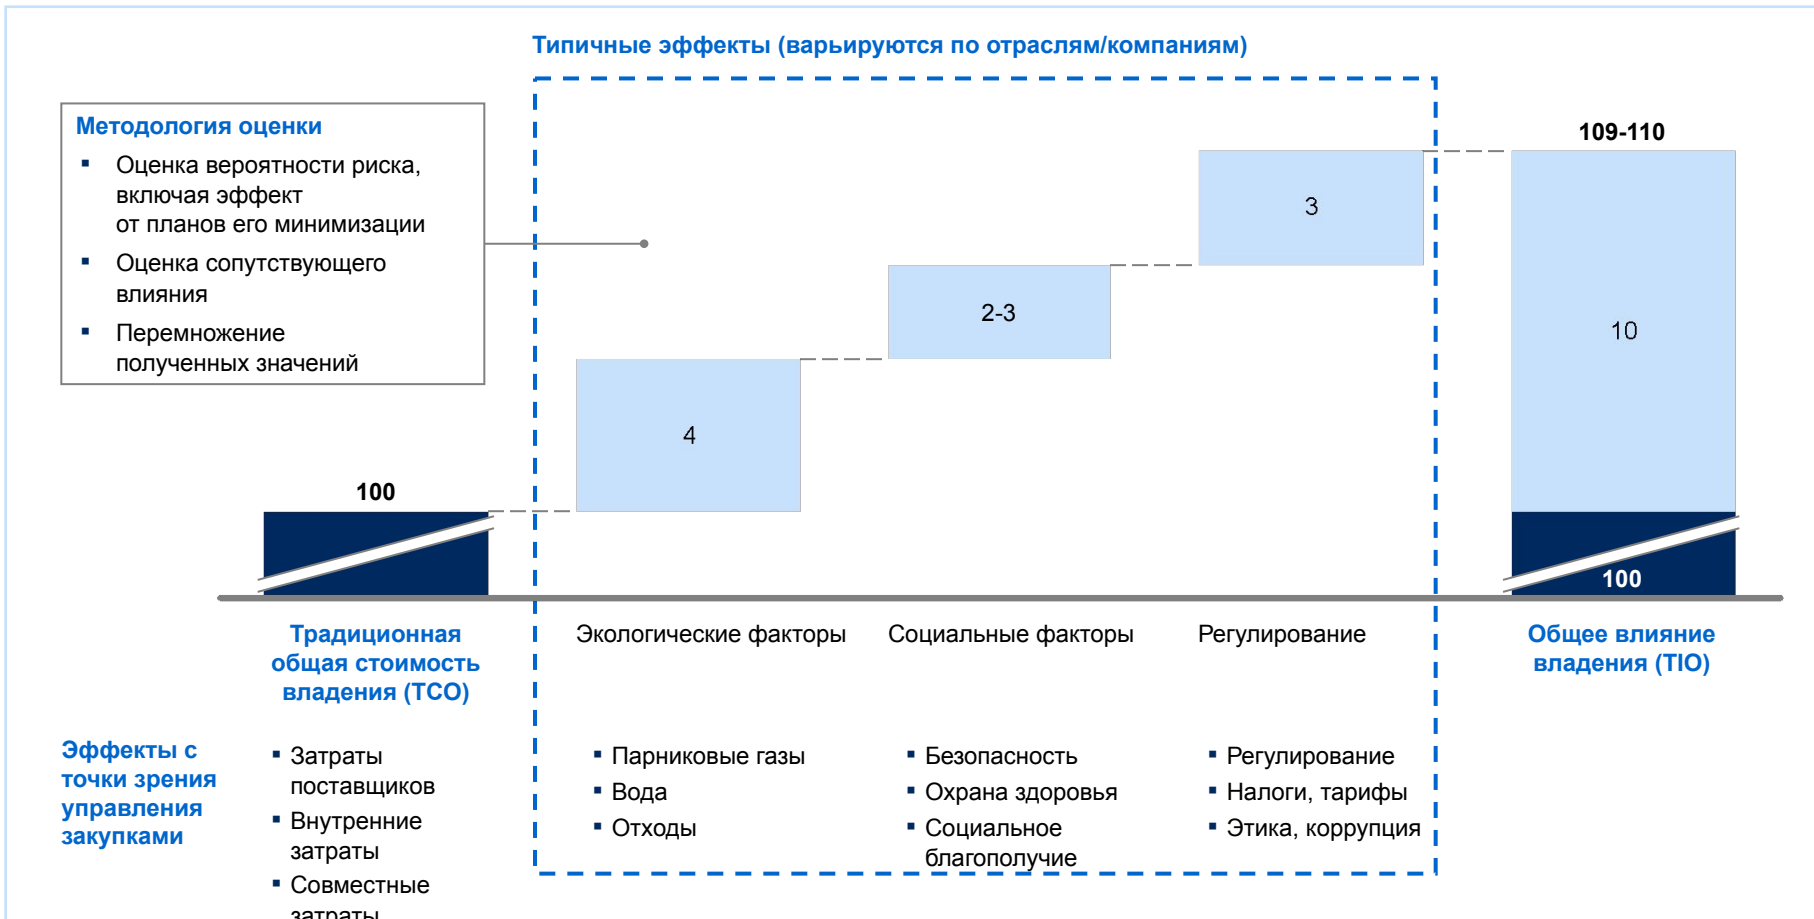 Типичные эффекты (варьируются по отраслям/компаниям)
Методология оценки
▪ Оценка вероятности риска,
включая эффект
от планов его минимизации
▪ Оценка сопутствующего
влияния
▪ Перемножение
полученных значений
100
4
2-3
3
109-110
10
100
Традиционная
общая стоимость
владения (TCO)
Экологические факторы
Социальные факторы
Регулирование
Общее влияние
владения (TIO)
Эффекты с
точки зрения
управления
закупками
▪ Затраты
поставщиков
▪ Внутренние
затраты
▪ Совместные
затраты
▪ Парниковые газы
▪ Вода
▪ Отходы
▪ Безопасность
▪ Охрана здоровья
▪ Социальное
благополучие
▪ Регулирование
▪ Налоги, тарифы
▪ Этика, коррупция